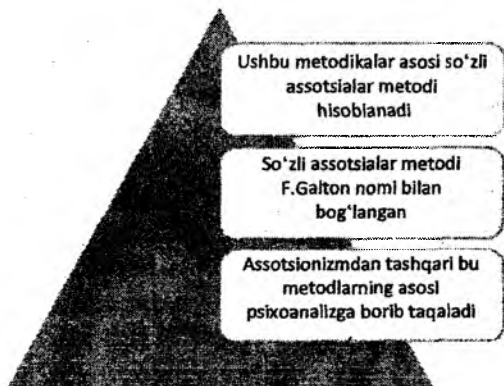 Ushbu metodikalar asosi so‘zli
assotsialar metodi
hisoblanadi
So‘zli assotsialar metodi
F.Galton nomi bilan
bog‘langan
Assotsionizmdan tashqari bu
metodlarning asosi
psixoanalizga borib taqaladi